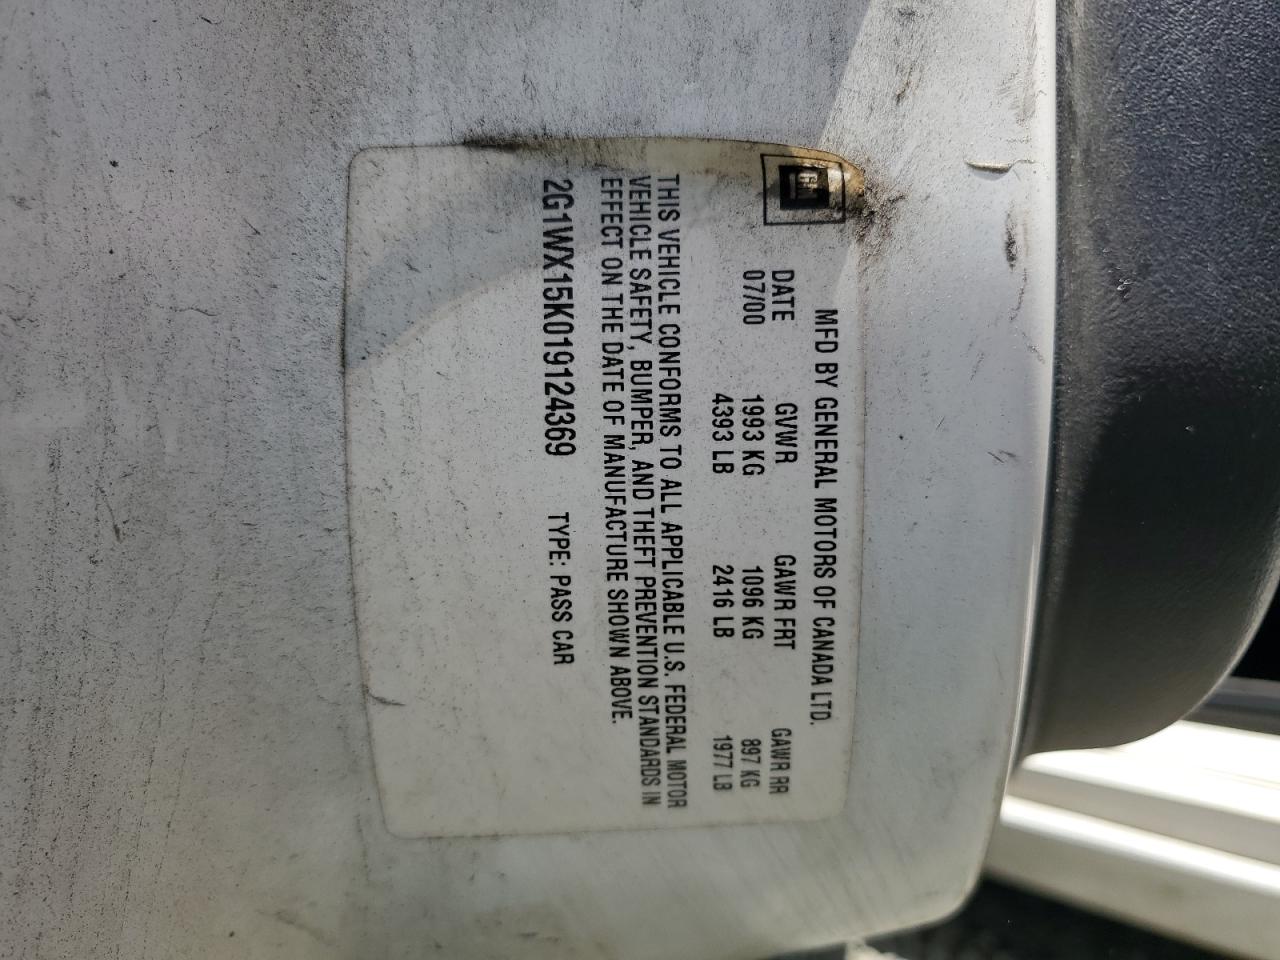 GM
MFD BY GENERAL MOTORS OF CANADA LTD.
DATE GVWR GAWR FRT GAWR RR
07/00 1993 KG 1096 KG 897 KG
4393 LB 2416 LB 1977 LB
THIS VEHICLE CONFORMS TO ALL APPLICABLE U.S. FEDERAL MOTOR
VEHICLE SAFETY, BUMPER, AND THEFT PREVENTION STANDARDS IN
EFFECT ON THE DATE OF MANUFACTURE SHOWN ABOVE.
2G1WX15K019124369 TYPE: PASS CAR